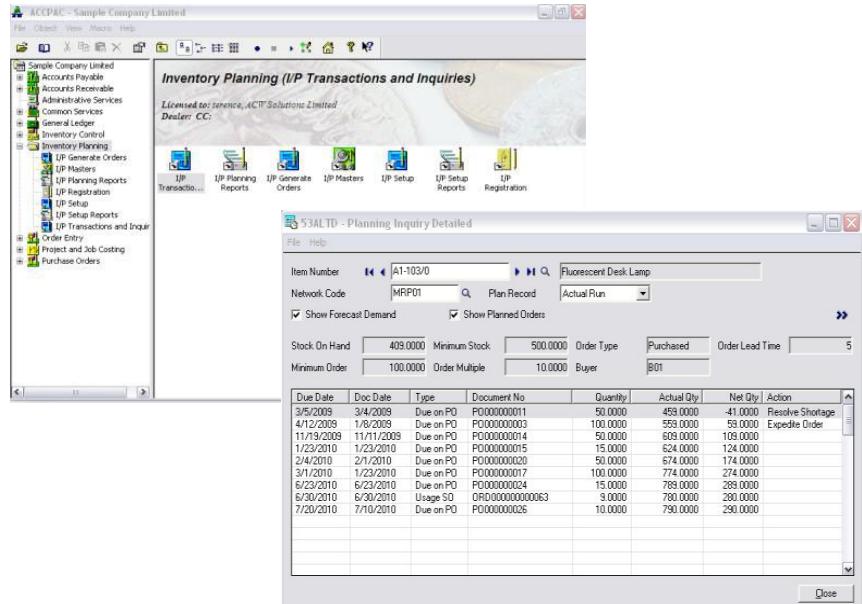 ACCPAC - Sample Company Limited
File Object View Macro Help
Sample Company Limited
Accounts Payable
Accounts Receivable
Administrative Services
Common Services
General Ledger
Inventory Control
Inventory Planning
I/P Generate Orders
I/P Masters
I/P Planning Reports
I/P Registration
I/P Setup
I/P Setup Reports
I/P Transactions and Inquir
Order Entry
Project and Job Costing
Purchase Orders
Inventory Planning (I/P Transactions and Inquiries)
Licensed to: terence, ACW Solutions Limited
Dealer: CC:
I/P Transactio...
I/P Planning Reports
I/P Generate Orders
I/P Masters
I/P Setup
I/P Setup Reports
I/P Registration
53ALTD - Planning Inquiry Detailed
File Help
Item Number A1-103/0 Fluorescent Desk Lamp
Network Code MRP01 Plan Record Actual Run
Show Forecast Demand Show Planned Orders
Stock On Hand 409.0000 Minimum Stock 500.0000 Order Type Purchased Order Lead Time 5
Minimum Order 100.0000 Order Multiple 10.0000 Buyer B01
Due Date Doc Date Type Document No Quantity Actual Qty Net Qty Action
3/5/2009 3/4/2009 Due on PO PO000000011 50.0000 459.0000 -41.0000 Resolve Shortage
4/12/2009 1/8/2009 Due on PO PO000000003 100.0000 559.0000 59.0000 Expedite Order
11/19/2009 11/11/2009 Due on PO PO000000014 50.0000 609.0000 109.0000
1/23/2010 1/23/2010 Due on PO PO000000015 15.0000 624.0000 124.0000
2/4/2010 2/1/2010 Due on PO PO000000020 50.0000 674.0000 174.0000
3/1/2010 1/23/2010 Due on PO PO000000017 100.0000 774.0000 274.0000
6/23/2010 6/23/2010 Due on PO PO000000024 15.0000 789.0000 289.0000
6/30/2010 6/30/2010 Usage SO ORD000000000063 9.0000 780.0000 280.0000
7/20/2010 7/10/2010 Due on PO PO000000026 10.0000 790.0000 290.0000
Close